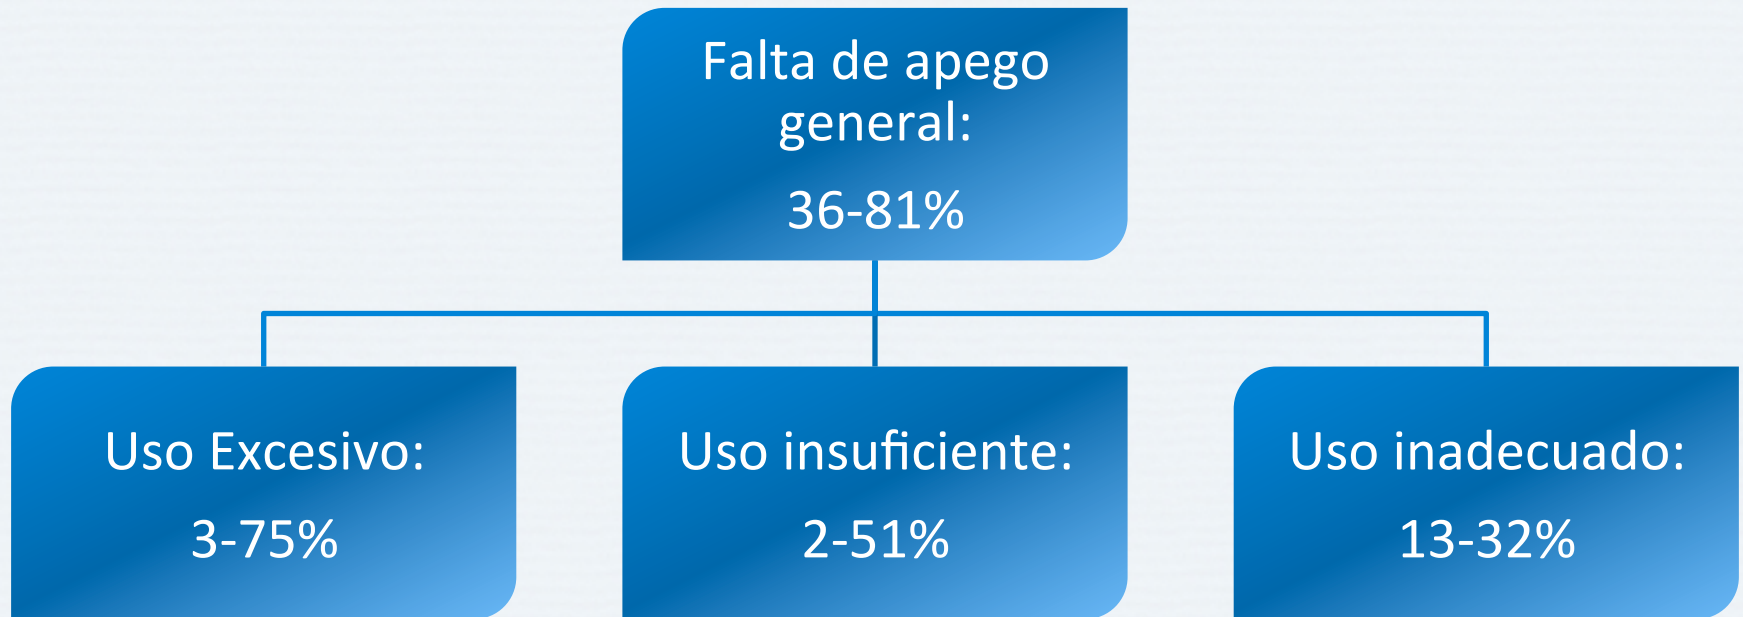 Falta de apego
general:
36-81%
Uso Excesivo:
3-75%
Uso insuficiente:
2-51%
Uso inadecuado:
13-32%